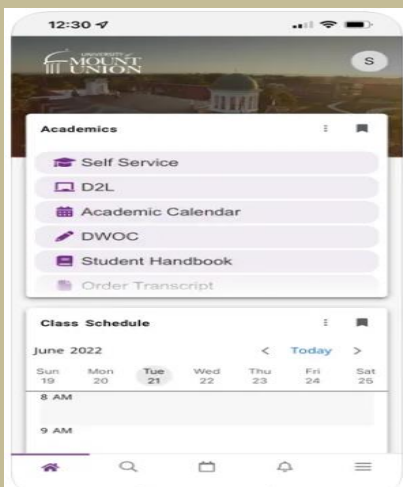 12:30
UNIVERSITY OF
MOUNT
UNION
S
Academics
Self Service
D2L
Academic Calendar
DWOC
Student Handbook
Order Transcript
Class Schedule
June 2022
< Today >
Sun Mon Tue Wed Thu Fri Sat
19 20 21 22 23 24 25
8 AM
9 AM